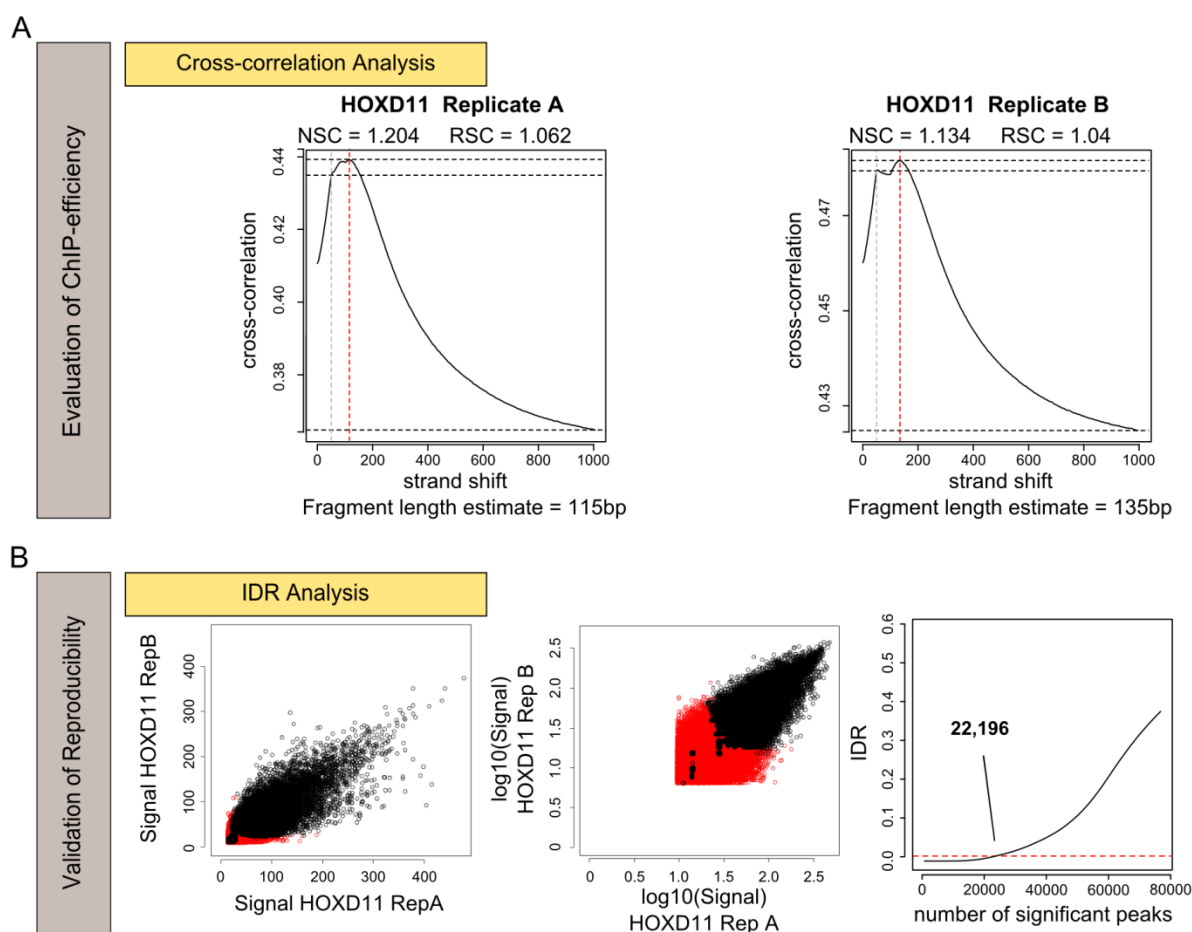 A
Evaluation of ChIP-efficiency
Cross-correlation Analysis
HOXD11 Replicate A
NSC = 1.204 RSC = 1.062
cross-correlation
0.44
0.42
0.40
0.38
0 200 400 600 800 1000
strand shift
Fragment length estimate = 115bp
HOXD11 Replicate B
NSC = 1.134 RSC = 1.04
cross-correlation
0.47
0.45
0.43
0 200 400 600 800 1000
strand shift
Fragment length estimate = 135bp
B
Validation of Reproducibility
IDR Analysis
Signal HOXD11 RepB
400
300
200
100
0
0 100 200 300 400
Signal HOXD11 RepA
log10(Signal)
HOXD11 Rep B
2.5
2.0
1.5
1.0
0.5
0.0
0.0 0.5 1.0 1.5 2.0 2.5
log10(Signal)
HOXD11 Rep A
IDR
0.6
0.5
0.4
0.3
0.2
0.1
0.0
22,196
0 20000 40000 60000 80000
number of significant peaks